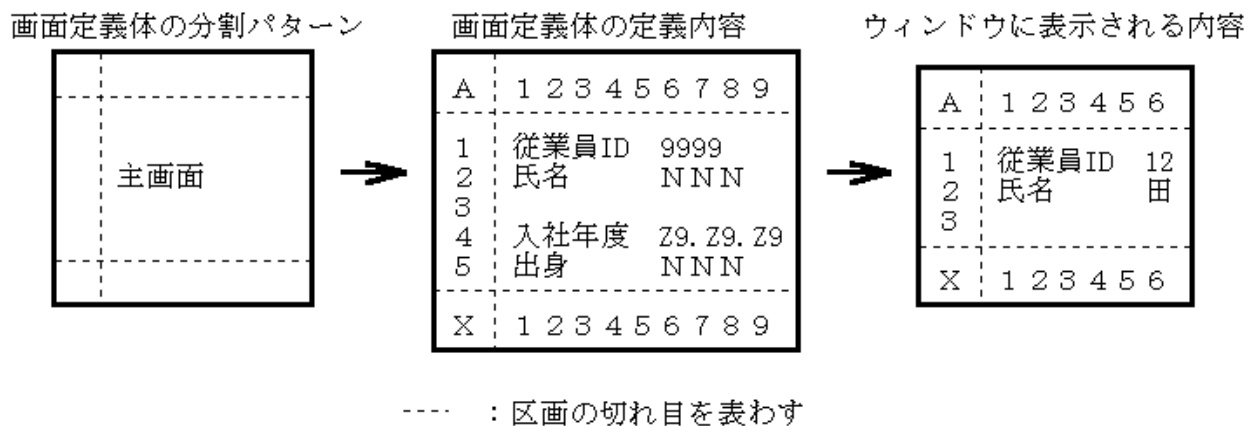 画面定義体の分割パターン
主画面
画面定義体の定義内容
A 1 2 3 4 5 6 7 8 9
1 従業員ID 9999
2 氏名 NNN
3
4 入社年度 Z9.Z9.Z9
5 出身 NNN
X 1 2 3 4 5 6 7 8 9
ウィンドウに表示される内容
A 1 2 3 4 5 6
1 従業員ID 12
2 氏名 田
3
X 1 2 3 4 5 6
---- :区画の切れ目を表わす